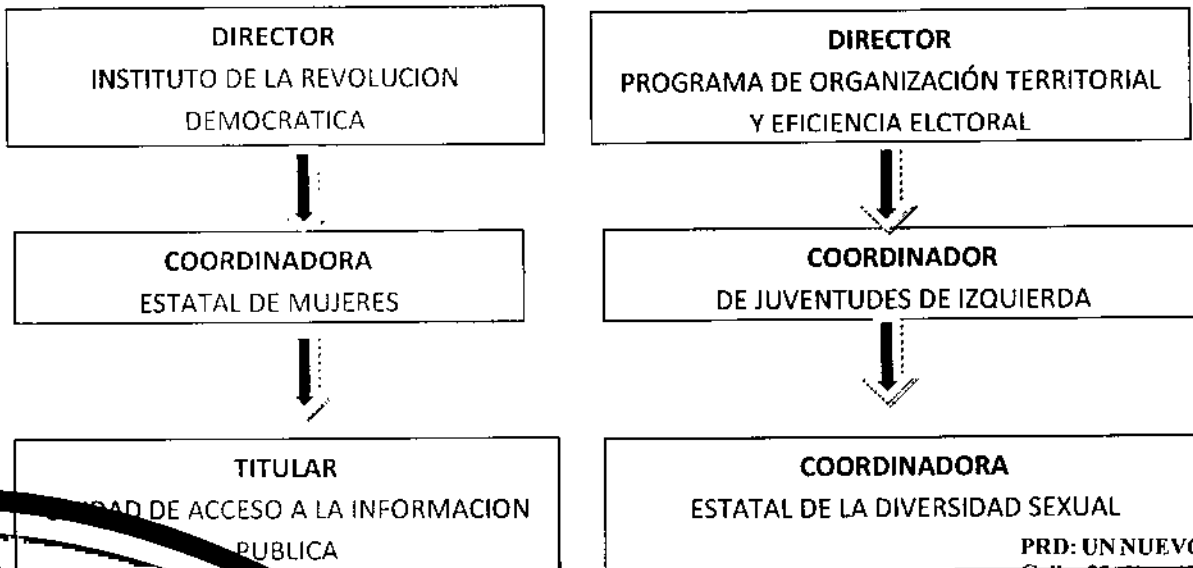 DIRECTOR
INSTITUTO DE LA REVOLUCION
DEMOCRATICA
COORDINADORA
ESTATAL DE MUJERES
TITULAR
DE ACCESO A LA INFORMACION
PUBLICA
DIRECTOR
PROGRAMA DE ORGANIZACIÓN TERRITORIAL
Y EFICIENCIA ELCTORAL
COORDINADOR
DE JUVENTUDES DE IZQUIERDA
COORDINADORA
ESTATAL DE LA DIVERSIDAD SEXUAL
PRD: UN NUEVO